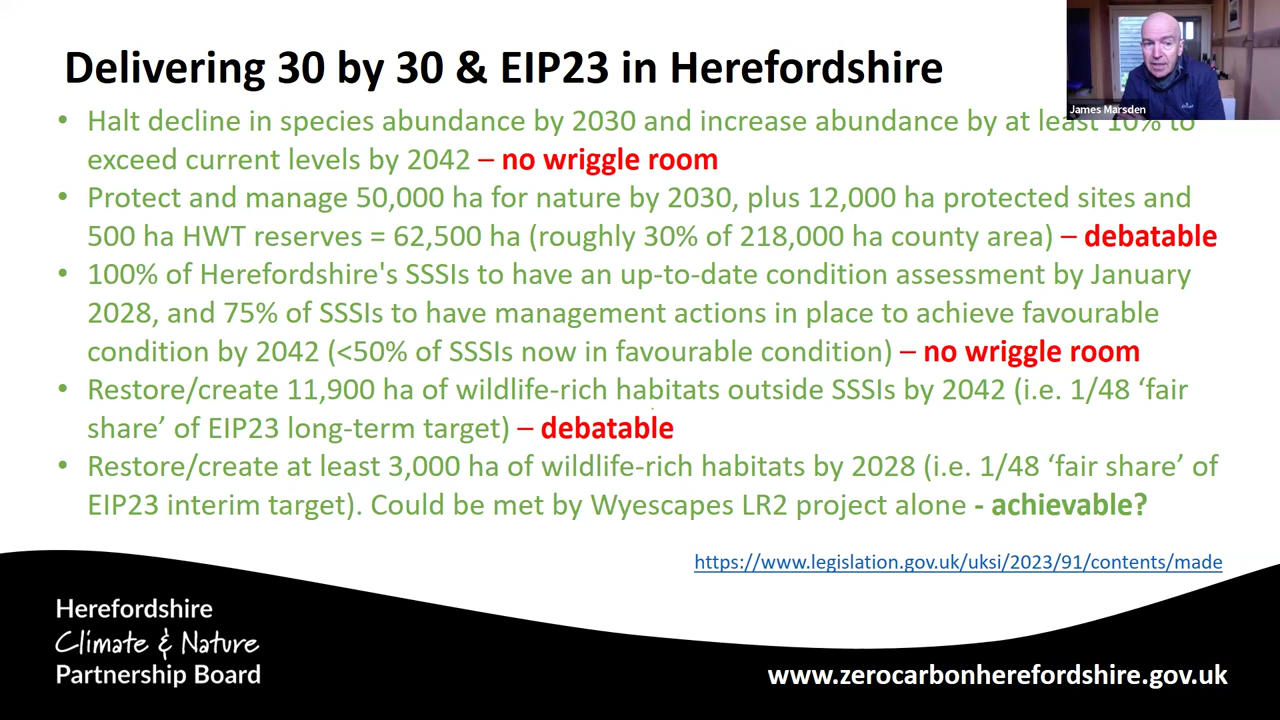 Delivering 30 by 30 & EIP23 in Herefordshire
James Marsden
• Halt decline in species abundance by 2030 and increase abundance by at least 10% to
exceed current levels by 2042 – no wriggle room
• Protect and manage 50,000 ha for nature by 2030, plus 12,000 ha protected sites and
500 ha HWT reserves = 62,500 ha (roughly 30% of 218,000 ha county area) – debatable
• 100% of Herefordshire's SSSIs to have an up-to-date condition assessment by January
2028, and 75% of SSSIs to have management actions in place to achieve favourable
condition by 2042 (<50% of SSSIs now in favourable condition) – no wriggle room
• Restore/create 11,900 ha of wildlife-rich habitats outside SSSIs by 2042 (i.e. 1/48 ‘fair
share’ of EIP23 long-term target) – debatable
• Restore/create at least 3,000 ha of wildlife-rich habitats by 2028 (i.e. 1/48 ‘fair share’ of
EIP23 interim target). Could be met by Wyescapes LR2 project alone - achievable?
https://www.legislation.gov.uk/uksi/2023/91/contents/made
Herefordshire
Climate & Nature
Partnership Board
www.zerocarbonherefordshire.gov.uk